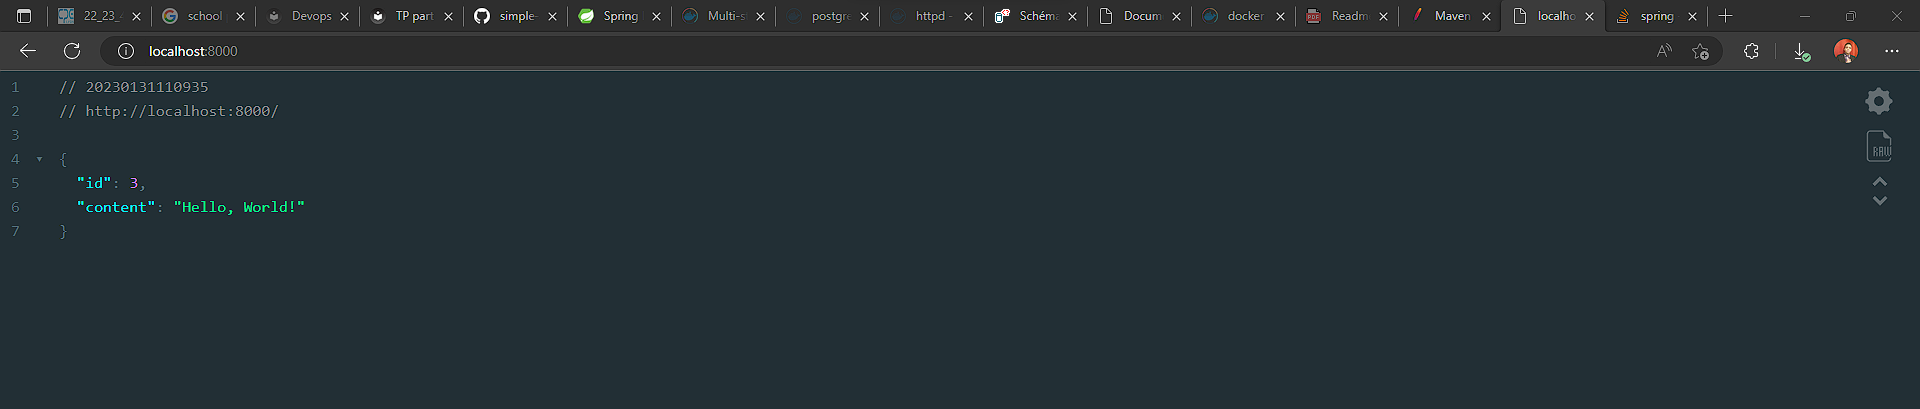 22_23_
school
Devops
TP part
simple-
Spring
Multi-s
postgre
httpd -
Schéma
Docum
docker
Readm
Maven
localho
spring
localhost:8000
1 // 20230131110935
2 // http://localhost:8000/
3
4 {
5 "id": 3,
6 "content": "Hello, World!"
7 }
RAW